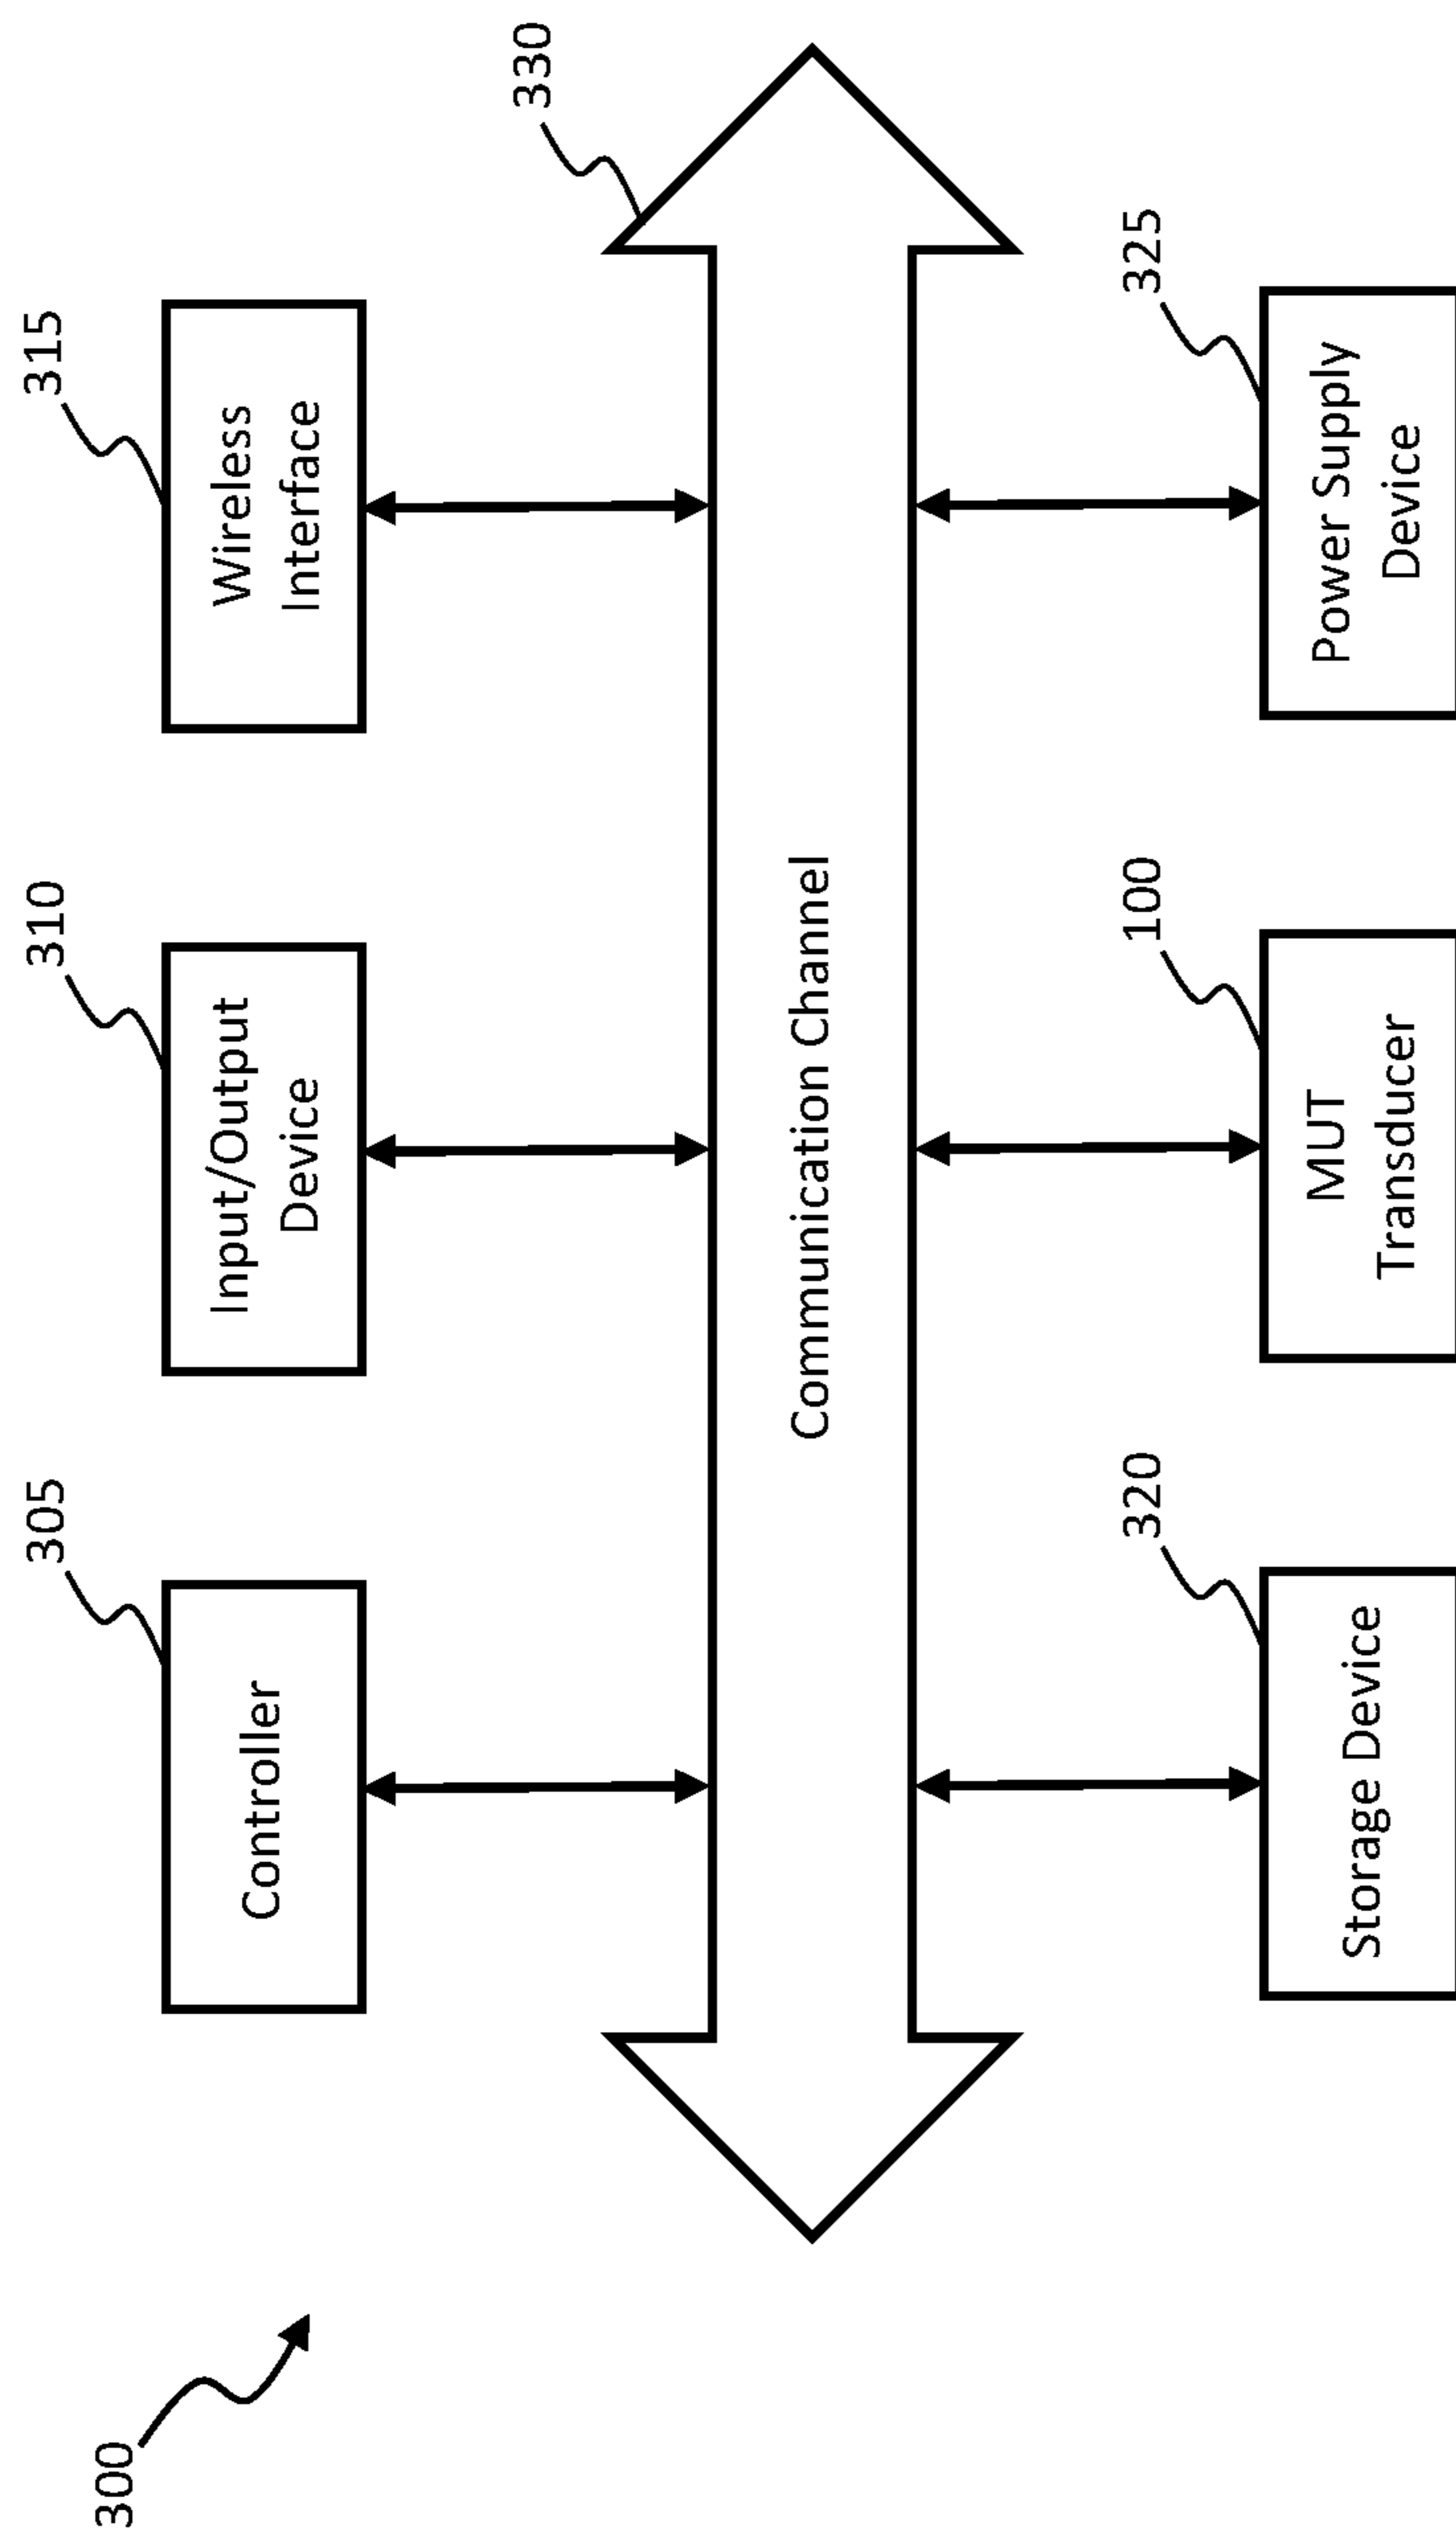 300
305
310
315
Controller
Input/Output
Device
Wireless
Interface
330
Communication Channel
320
100
325
Storage Device
MUT
Transducer
Power Supply
Device